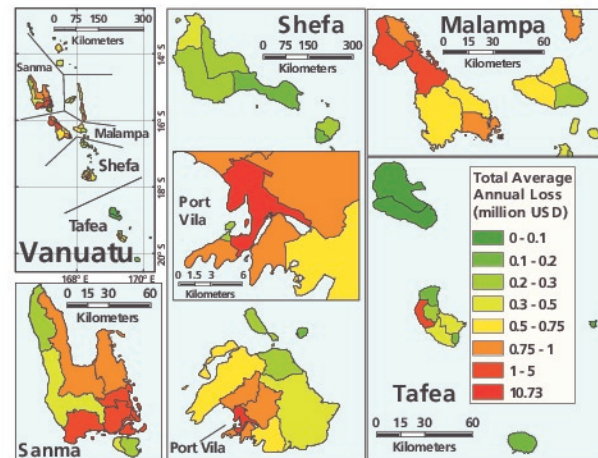 0 150 300
Kilometers
14°S
Sanma
16°S
Malampa
Shefa
18°S
Tafea
Vanuatu
20°S
168°E 170°E
Shefa
0 75 150 300
Kilometers
Malampa
0 15 30 60
Kilometers
Port
Vila
0 1.5 3 6
Kilometers
Total Average
Annual Loss
(million USD)
0 - 0.1
0.1 - 0.2
0.2 - 0.3
0.3 - 0.5
0.5 - 0.75
0.75 - 1
1 - 5
10.73
Tafea
0 15 30 60
Kilometers
0 15 30 60
Kilometers
Sanma
Port Vila